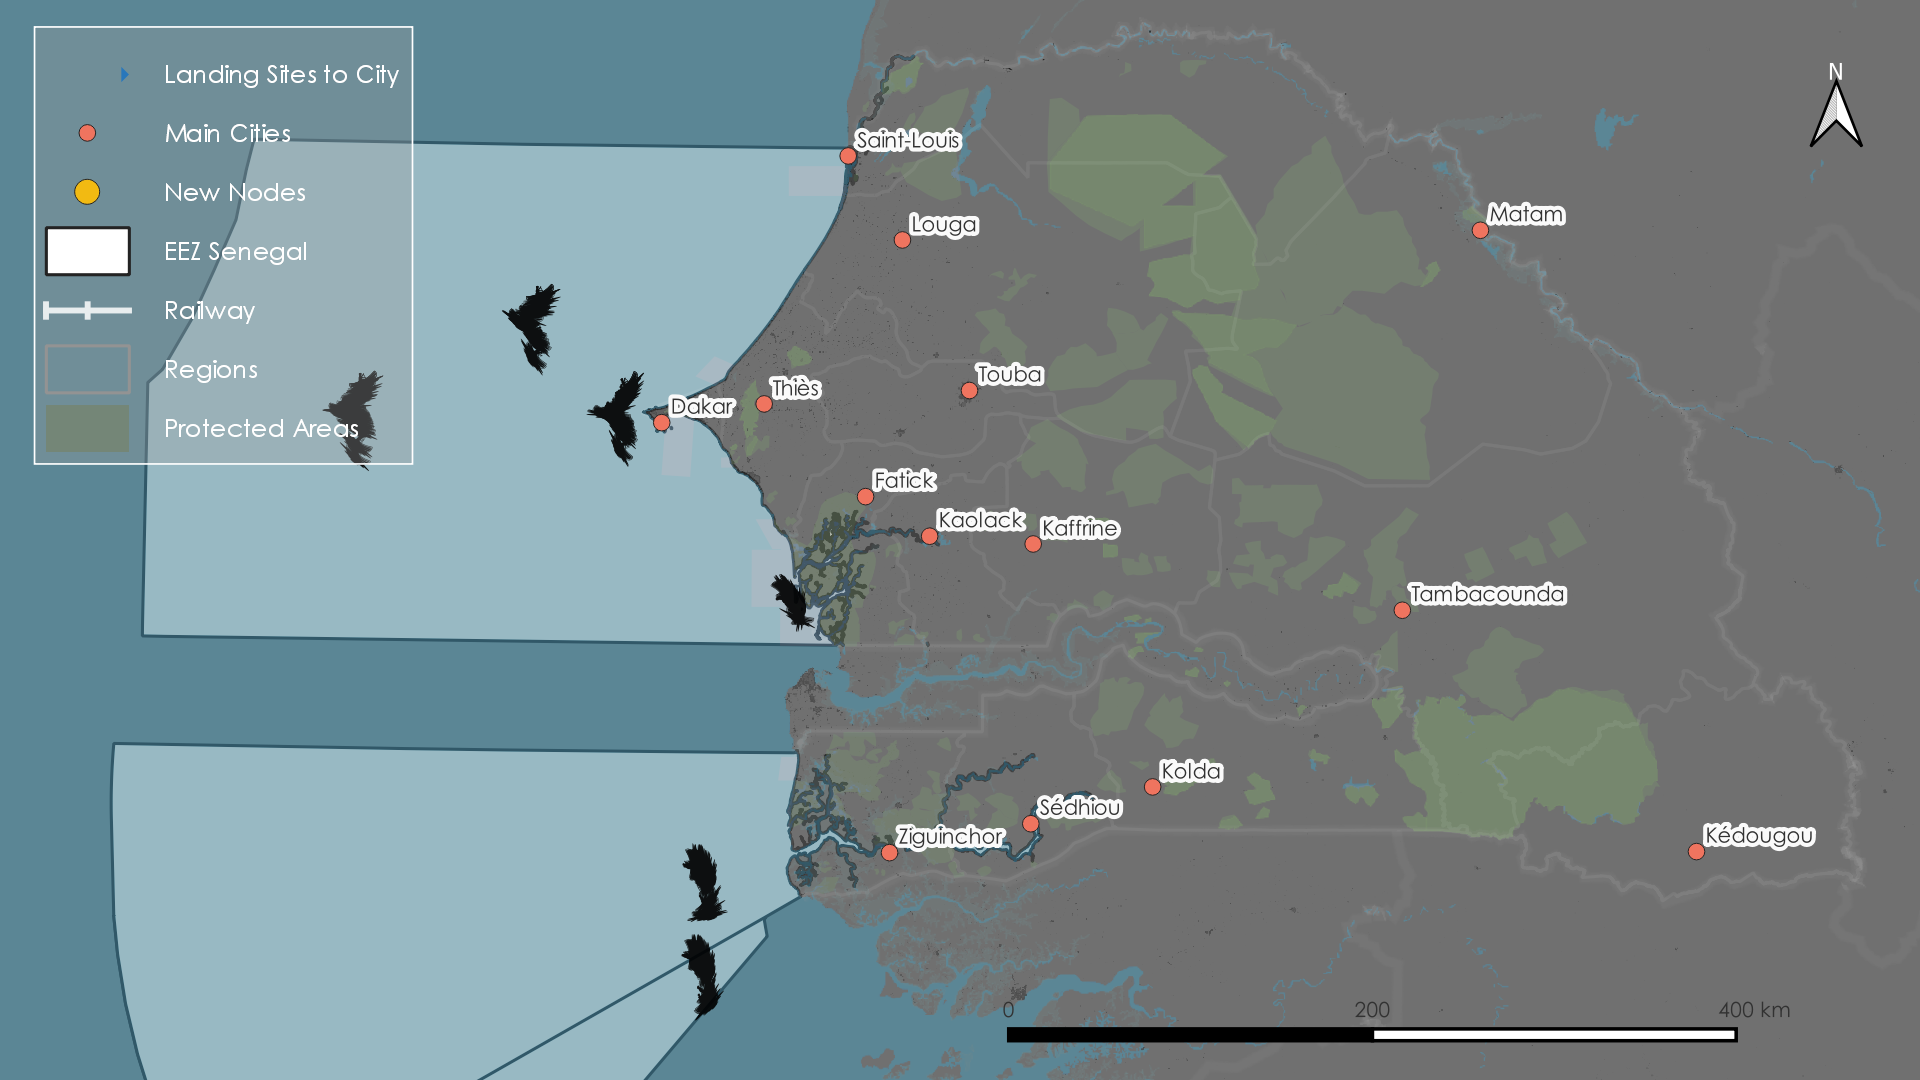 Landing Sites to City
Main Cities
New Nodes
EEZ Senegal
Railway
Regions
Protected Areas
N
Saint-Louis
Matam
Louga
Touba
Thiès
Dakar
Fatick
Kaolack
Kaffrine
Tambacounda
Kolda
Sédhiou
Ziguinchor
Kédougou
0 200 400 km